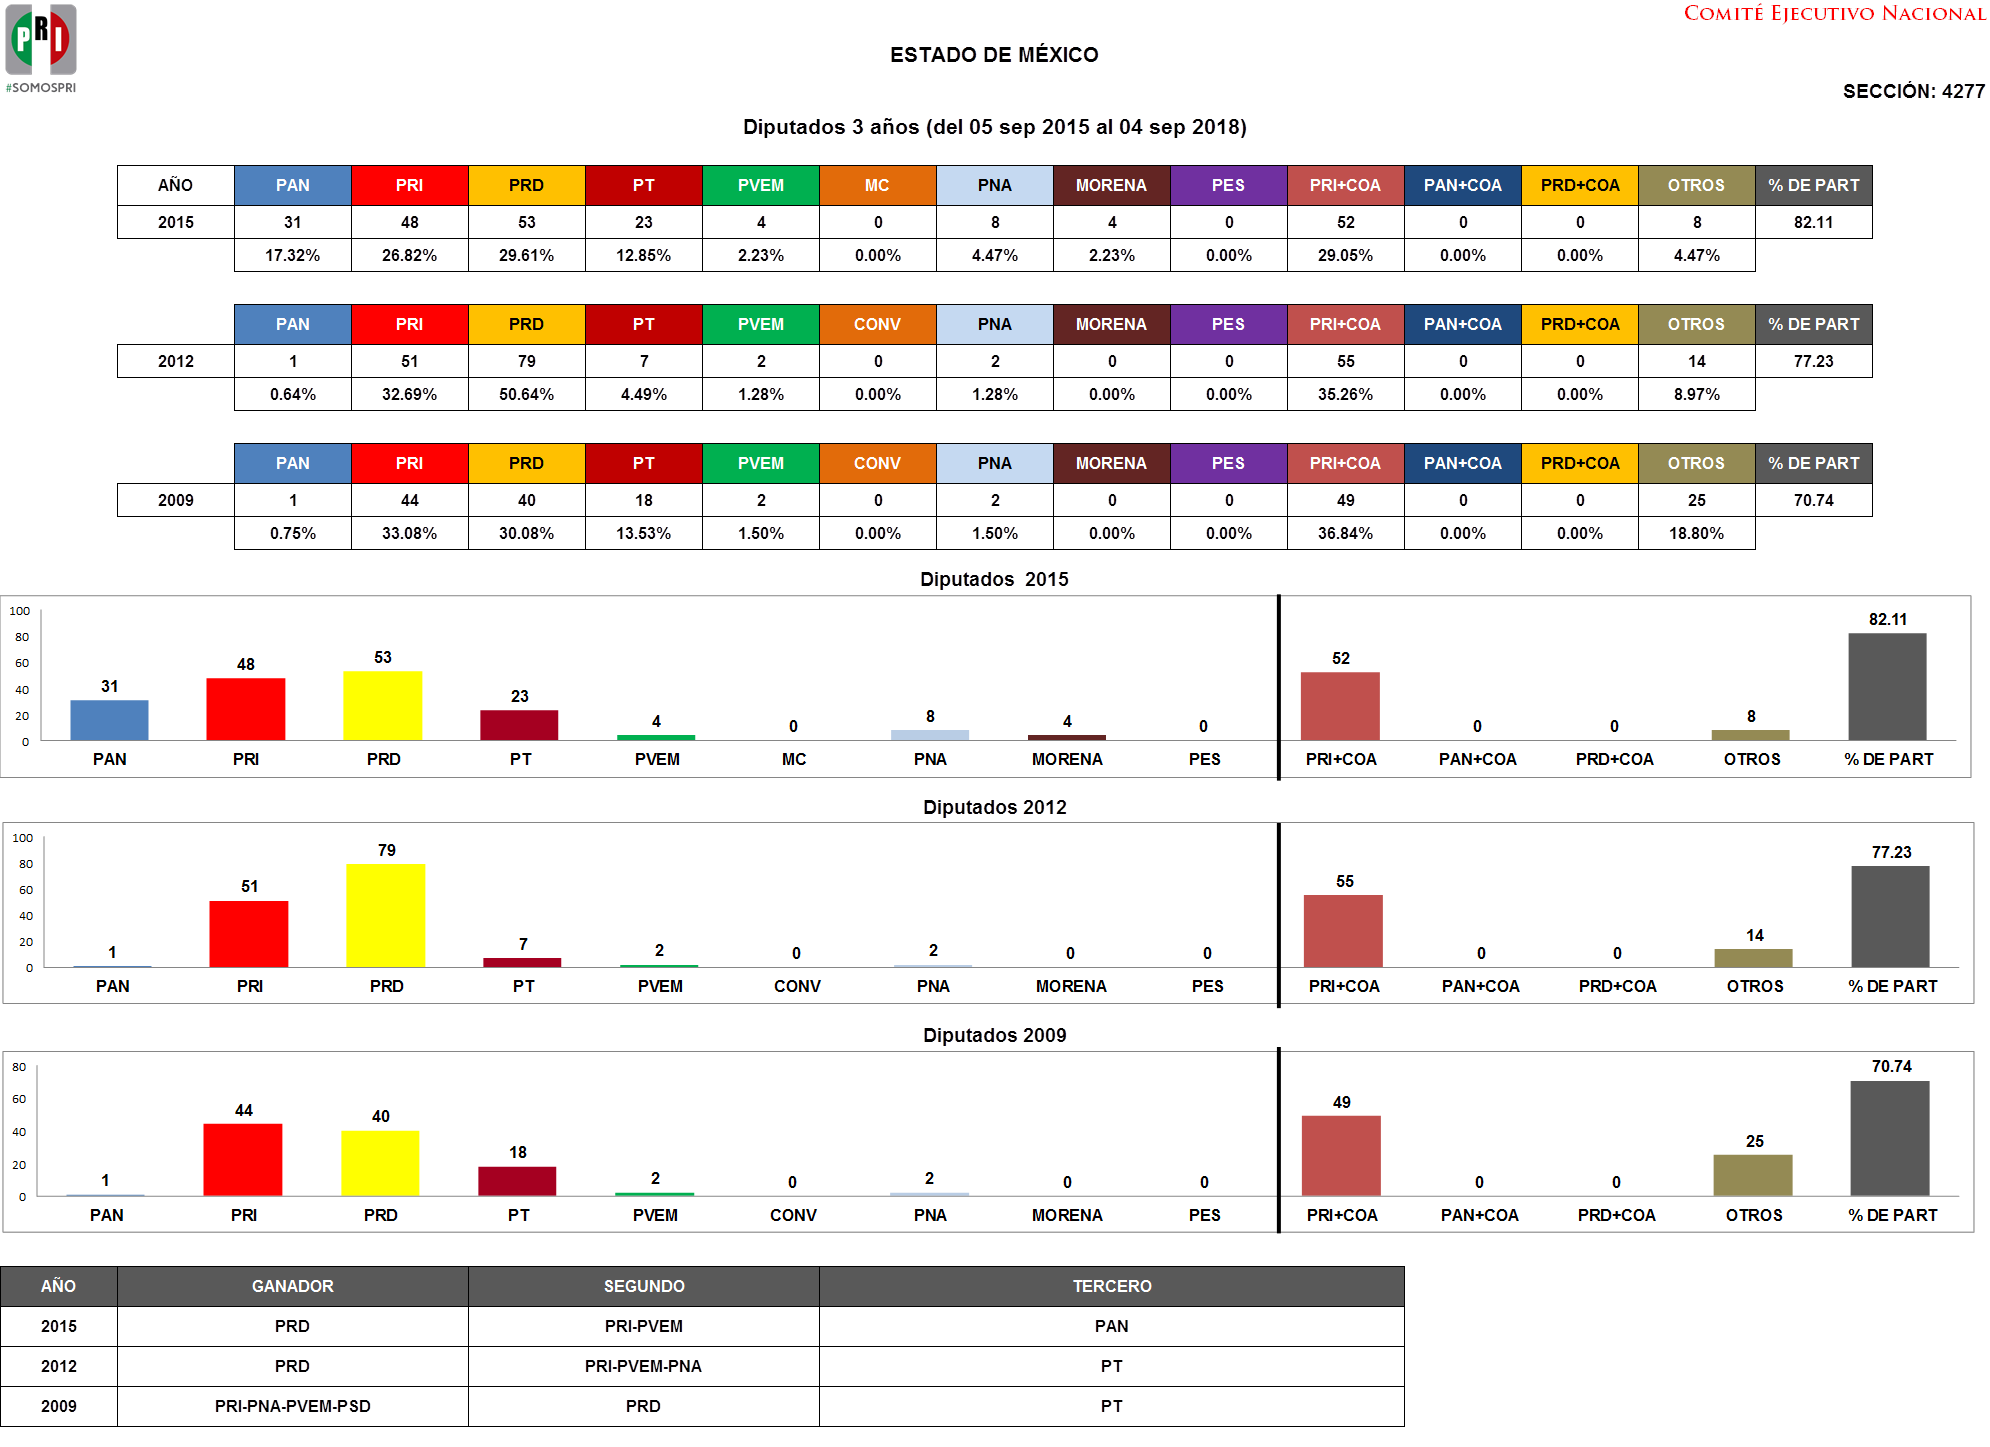 PRI
#SOMOSPRI
COMITÉ EJECUTIVO NACIONAL
ESTADO DE MÉXICO
SECCIÓN: 4277
Diputados 3 años (del 05 sep 2015 al 04 sep 2018)
AÑO PAN PRI PRD PT PVEM MC PNA MORENA PES PRI+COA PAN+COA PRD+COA OTROS % DE PART
2015 31 48 53 23 4 0 8 4 0 52 0 0 8 82.11
17.32% 26.82% 29.61% 12.85% 2.23% 0.00% 4.47% 2.23% 0.00% 29.05% 0.00% 0.00% 4.47%
PAN PRI PRD PT PVEM CONV PNA MORENA PES PRI+COA PAN+COA PRD+COA OTROS % DE PART
2012 1 51 79 7 2 0 2 0 0 55 0 0 14 77.23
0.64% 32.69% 50.64% 4.49% 1.28% 0.00% 1.28% 0.00% 0.00% 35.26% 0.00% 0.00% 8.97%
PAN PRI PRD PT PVEM CONV PNA MORENA PES PRI+COA PAN+COA PRD+COA OTROS % DE PART
2009 1 44 40 18 2 0 2 0 0 49 0 0 25 70.74
0.75% 33.08% 30.08% 13.53% 1.50% 0.00% 1.50% 0.00% 0.00% 36.84% 0.00% 0.00% 18.80%
Diputados 2015
100
80
60
40
20
0
31 48 53 23 4 0 8 4 0 52 0 0 8 82.11
PAN PRI PRD PT PVEM MC PNA MORENA PES PRI+COA PAN+COA PRD+COA OTROS % DE PART
Diputados 2012
100
80
60
40
20
0
1 51 79 7 2 0 2 0 0 55 0 0 14 77.23
PAN PRI PRD PT PVEM CONV PNA MORENA PES PRI+COA PAN+COA PRD+COA OTROS % DE PART
Diputados 2009
80
60
40
20
0
1 44 40 18 2 0 2 0 0 49 0 0 25 70.74
PAN PRI PRD PT PVEM CONV PNA MORENA PES PRI+COA PAN+COA PRD+COA OTROS % DE PART
AÑO GANADOR SEGUNDO TERCERO
2015 PRD PRI-PVEM PAN
2012 PRD PRI-PVEM-PNA PT
2009 PRI-PNA-PVEM-PSD PRD PT